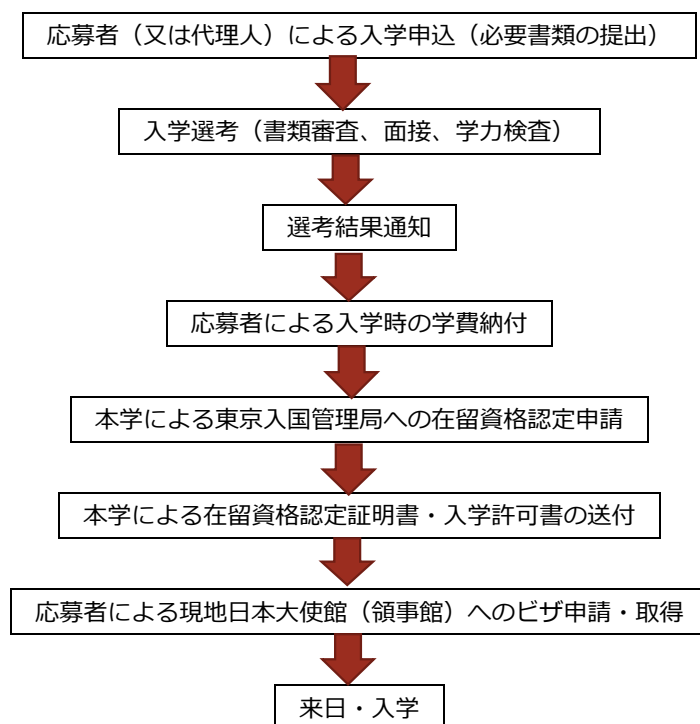 応募者（又は代理人）による入学申込（必要書類の提出）
入学選考（書類審査、面接、学力検査）
選考結果通知
応募者による入学時の学費納付
本学による東京入国管理局への在留資格認定申請
本学による在留資格認定証明書・入学許可書の送付
応募者による現地日本大使館（領事館）へのビザ申請・取得
来日・入学